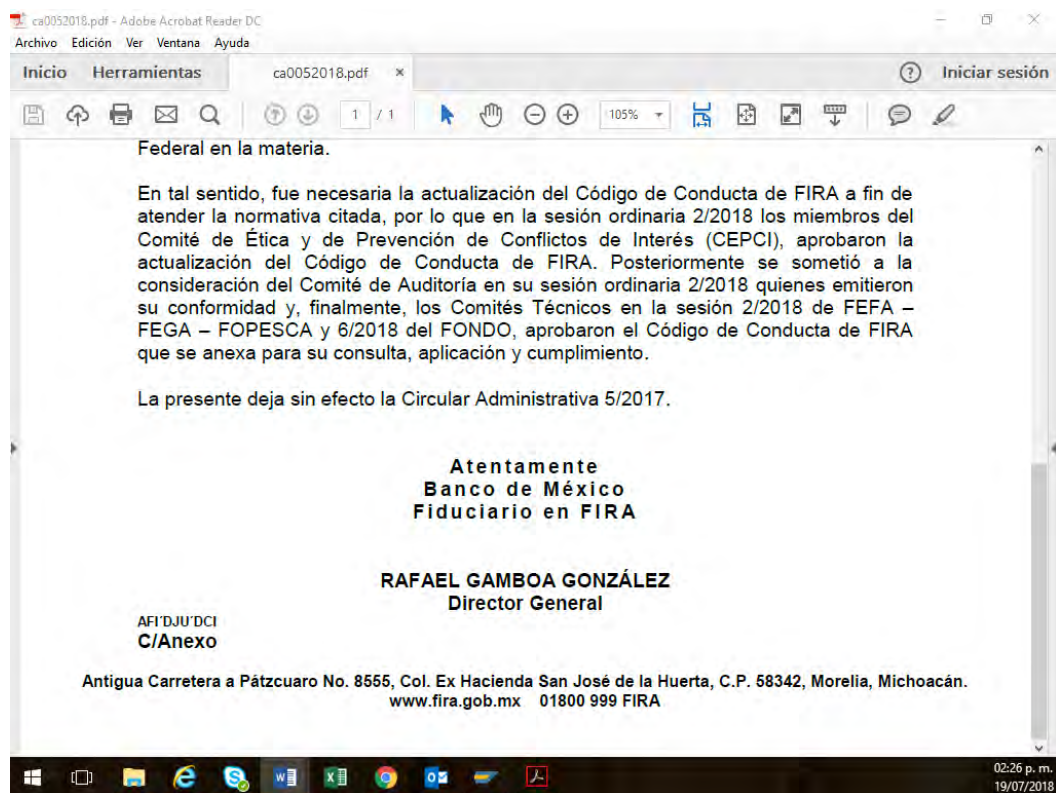 ca0052018.pdf - Adobe Acrobat Reader DC
Archivo Edición Ver Ventana Ayuda
Inicio Herramientas ca0052018.pdf × Iniciar sesión
1 / 1 105%
Federal en la materia.
En tal sentido, fue necesaria la actualización del Código de Conducta de FIRA a fin de
atender la normativa citada, por lo que en la sesión ordinaria 2/2018 los miembros del
Comité de Ética y de Prevención de Conflictos de Interés (CEPCI), aprobaron la
actualización del Código de Conducta de FIRA. Posteriormente se sometió a la
consideración del Comité de Auditoría en su sesión ordinaria 2/2018 quienes emitieron
su conformidad y, finalmente, los Comités Técnicos en la sesión 2/2018 de FEFA –
FEGA – FOPESCA y 6/2018 del FONDO, aprobaron el Código de Conducta de FIRA
que se anexa para su consulta, aplicación y cumplimiento.
La presente deja sin efecto la Circular Administrativa 5/2017.
Atentamente
Banco de México
Fiduciario en FIRA
RAFAEL GAMBOA GONZÁLEZ
Director General
AFI´DJU´DCI
C/Anexo
Antigua Carretera a Pátzcuaro No. 8555, Col. Ex Hacienda San José de la Huerta, C.P. 58342, Morelia, Michoacán.
www.fira.gob.mx 01800 999 FIRA
02:26 p. m.
19/07/2018